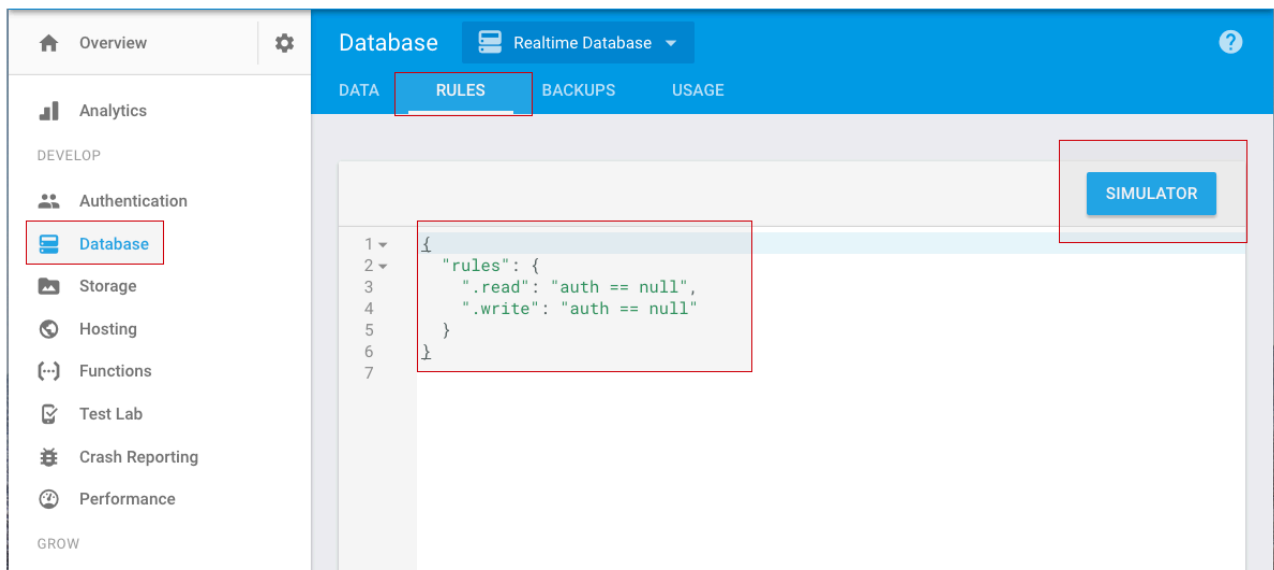 Overview
Analytics
DEVELOP
Authentication
Database
Storage
Hosting
Functions
Test Lab
Crash Reporting
Performance
GROW
Database Realtime Database
DATA RULES BACKUPS USAGE
SIMULATOR
1 {
2 "rules": {
3 ".read": "auth == null",
4 ".write": "auth == null"
5 }
6 }
7